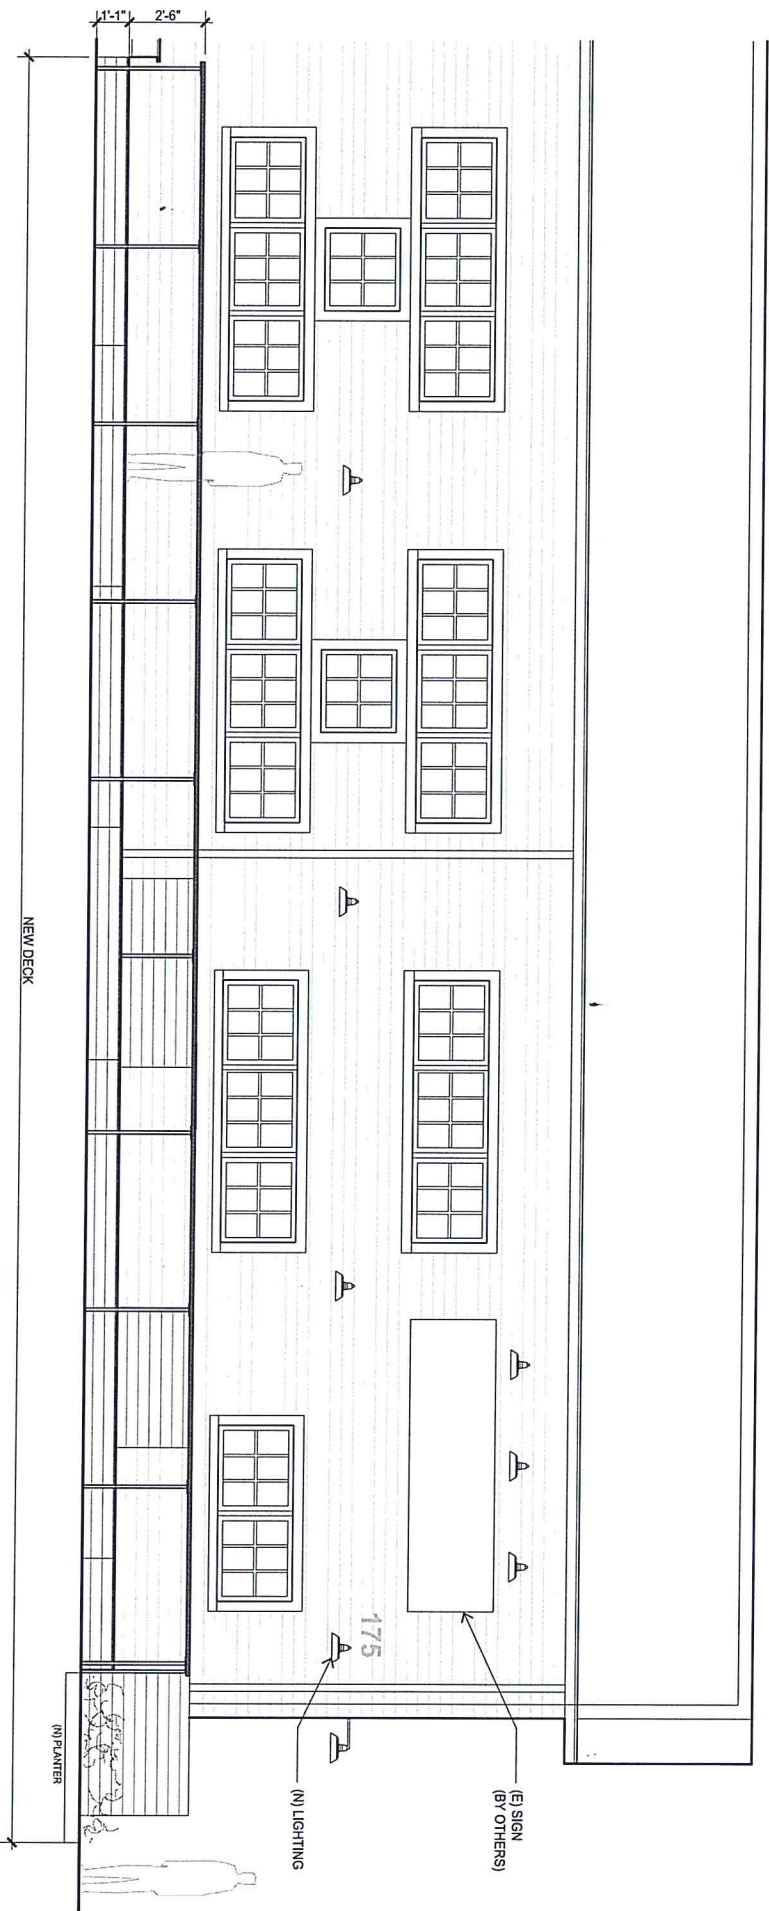 1'-1"
2'-6"
NEW DECK
175
(E) SIGN
(BY OTHERS)
(N) LIGHTING
(N) PLANTER